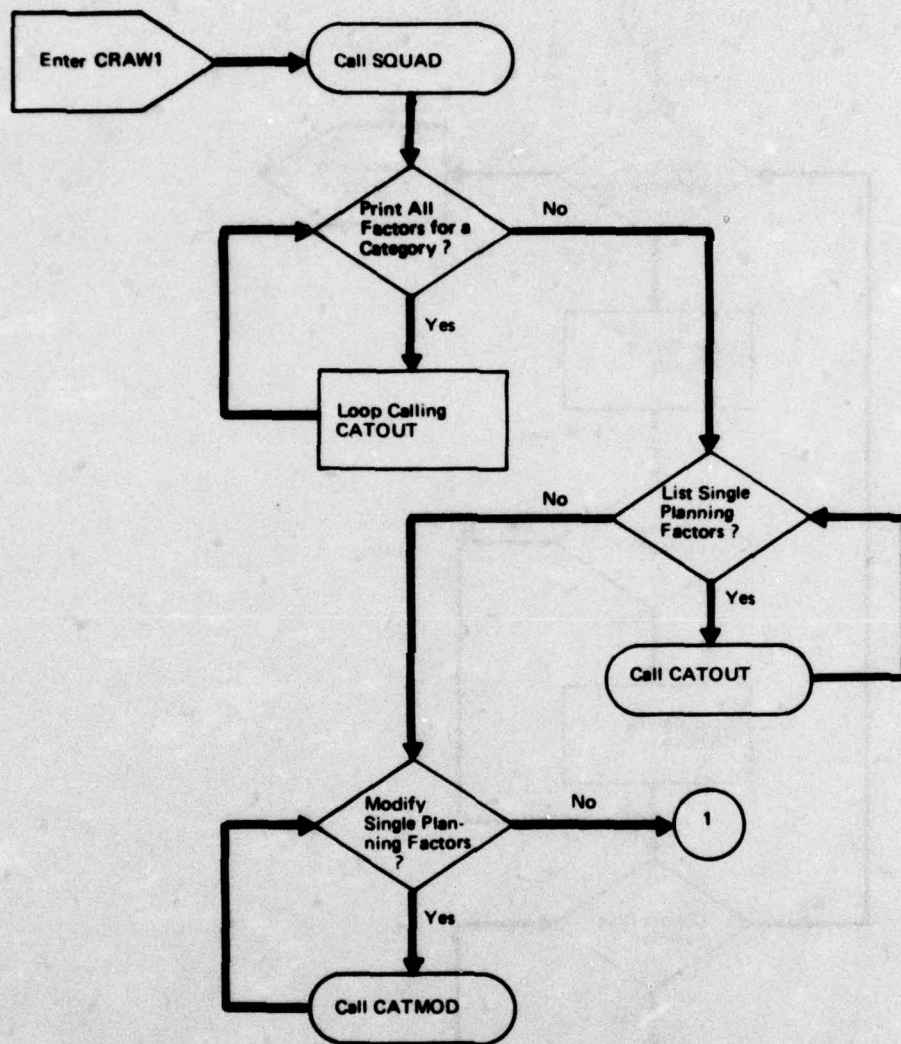 Enter CRAW1
Call SQUAD
Print All
Factors for a
Category ?
No
Yes
Loop Calling
CATOUT
List Single
Planning
Factors ?
No
Yes
Call CATOUT
Modify
Single Plan-
ning Factors
?
No
1
Yes
Call CATMOD